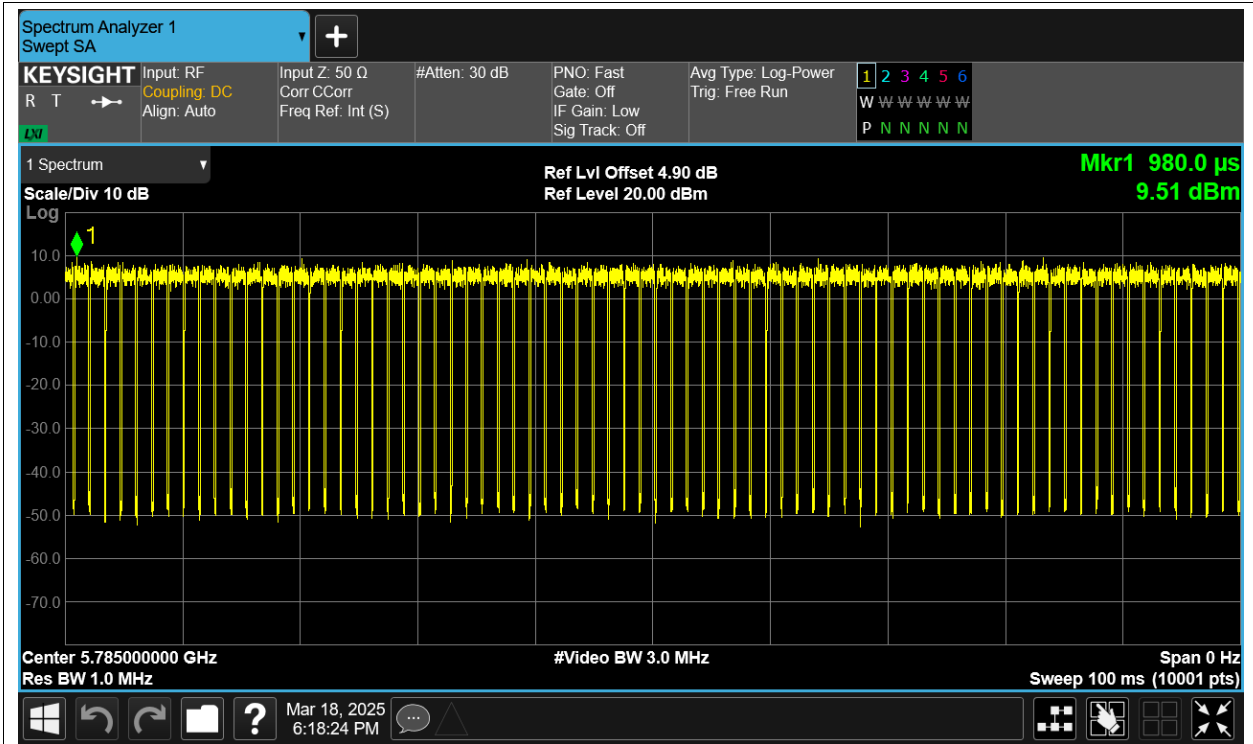 Spectrum Analyzer 1
Swept SA
KEYSIGHT
R T
LXI
Input: RF
Coupling: DC
Align: Auto
Input Z: 50 Ω
Corr CCorr
Freq Ref: Int (S)
#Atten: 30 dB
PNO: Fast
Gate: Off
IF Gain: Low
Sig Track: Off
Avg Type: Log-Power
Trig: Free Run
1 2 3 4 5 6
W W W W W W
P N N N N N
1 Spectrum
Scale/Div 10 dB
Log
Ref Lvl Offset 4.90 dB
Ref Level 20.00 dBm
Mkr1 980.0 µs
9.51 dBm
1
10.0
0.00
-10.0
-20.0
-30.0
-40.0
-50.0
-60.0
-70.0
Center 5.785000000 GHz
Res BW 1.0 MHz
#Video BW 3.0 MHz
Span 0 Hz
Sweep 100 ms (10001 pts)
?
Mar 18, 2025
6:18:24 PM